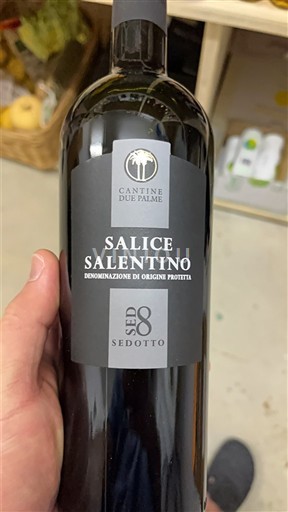 CANTINE
DUE PALME
SALICE
SALENTINO
DENOMINAZIONE DI ORIGINE PROTETTA
SED8
SEDOTTO